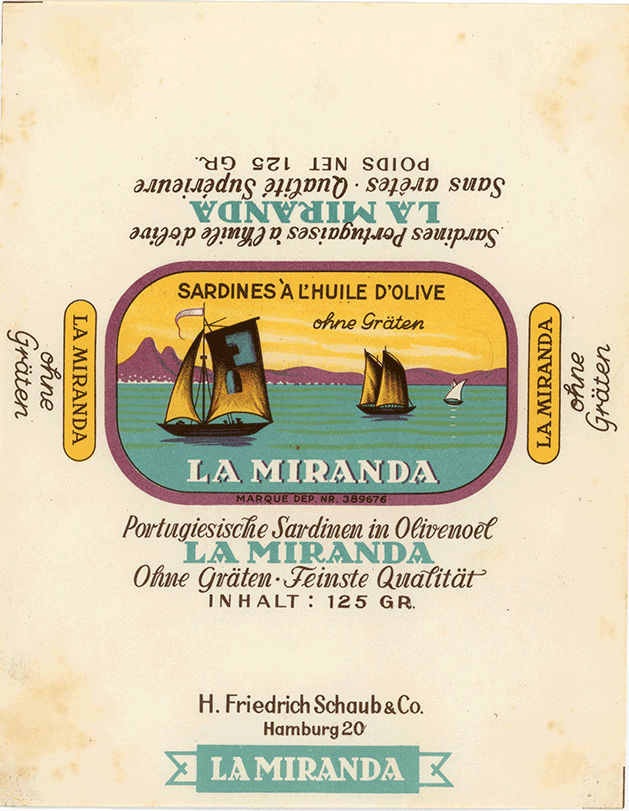 POIDS NET 125 GR.
Sans arêtes · Qualité Supérieure
LA MIRANDA
Sardines Portugaises à l'huile d'olive
SARDINES À L'HUILE D'OLIVE
ohne Gräten
LA MIRANDA
MARQUE DEP. NR. 389676
ohne
Gräten
LA MIRANDA
LA MIRANDA
ohne
Gräten
Portugiesische Sardinen in Olivenoel
LA MIRANDA
Ohne Gräten · Feinste Qualität
INHALT : 125 GR.
H. Friedrich Schaub & Co.
Hamburg 20
LA MIRANDA